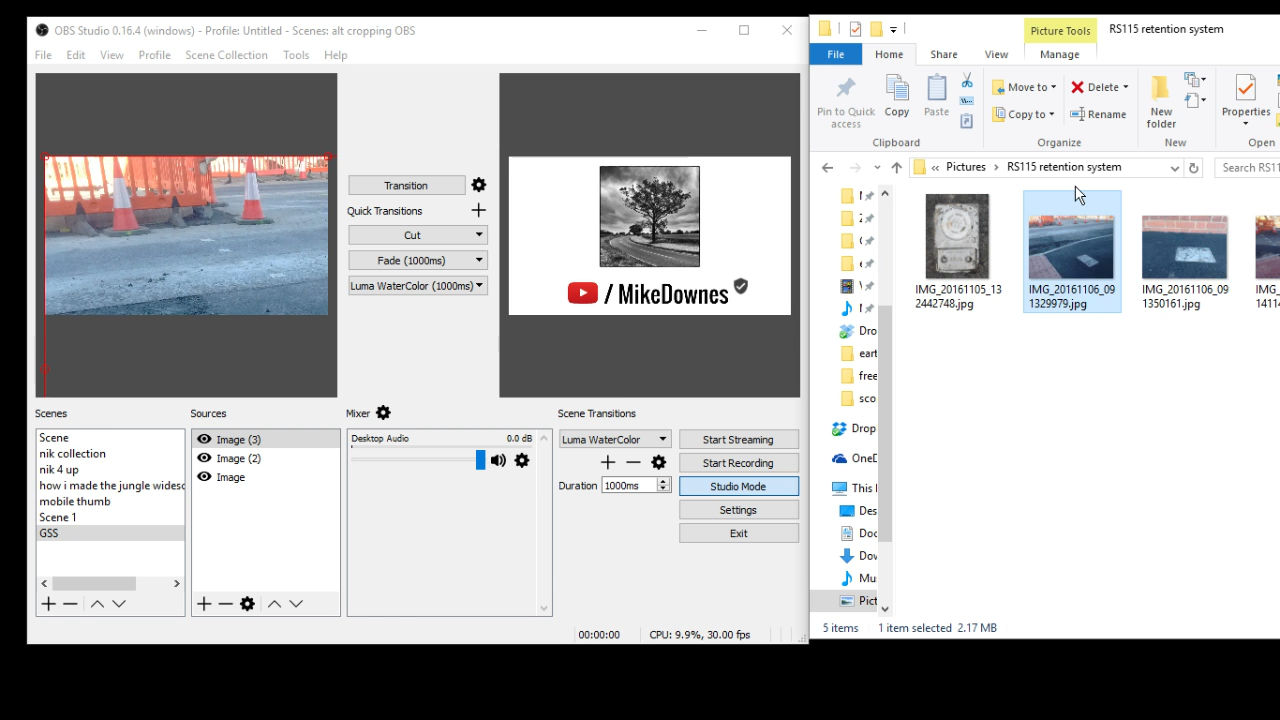 OBS Studio 0.16.4 (windows) - Profile: Untitled - Scenes: alt cropping OBS
File Edit View Profile Scene Collection Tools Help
Transition
Quick Transitions
Cut
Fade (1000ms)
Luma WaterColor (1000ms)
/ MikeDownes
Scenes
Scene
nik collection
nik 4 up
how i made the jungle widesc
mobile thumb
Scene 1
GSS
Sources
Image (3)
Image (2)
Image
Mixer
Desktop Audio 0.0 dB
Scene Transitions
Luma WaterColor
Duration 1000ms
Start Streaming
Start Recording
Studio Mode
Settings
Exit
00:00:00 CPU: 9.9%, 30.00 fps
Picture Tools RS115 retention system
File Home Share View Manage
Pin to Quick
access
Copy
Paste
Clipboard
Move to
Copy to
Delete
Rename
Organize
New
folder
New
Properties
Open
« Pictures > RS115 retention system
Search RS11
Dro
eart
free
sco
Drop
OneD
This
Des
Doc
Dov
Mu
Pict
IMG_20161105_13
2442748.jpg
IMG_20161106_09
1329979.jpg
IMG_20161106_09
1350161.jpg
IMG_
1411
5 items 1 item selected 2.17 MB